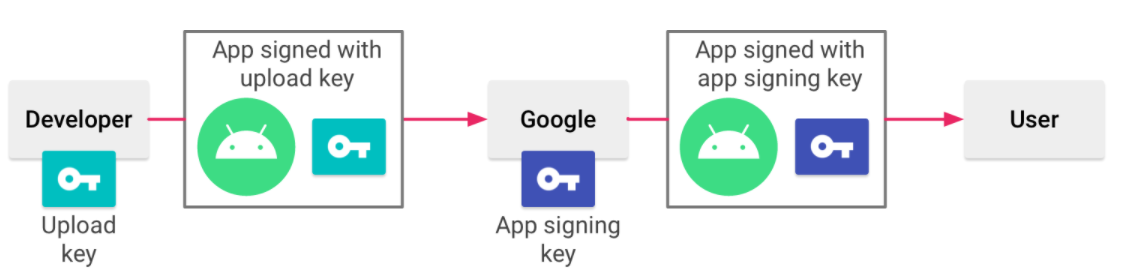 App signed with
upload key
App signed with
app signing key
Developer
Google
User
Upload
key
App signing
key